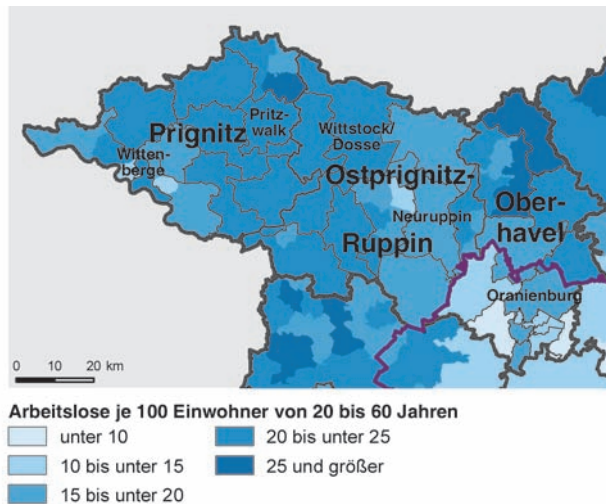 Pritz-
walk
Prignitz
Wittstock/
Dosse
Witten-
berge
Ostprignitz-
Ober-
havel
Neuruppin
Ruppin
Oranienburg
0 10 20 km
Arbeitslose je 100 Einwohner von 20 bis 60 Jahren
unter 10
20 bis unter 25
10 bis unter 15
25 und größer
15 bis unter 20